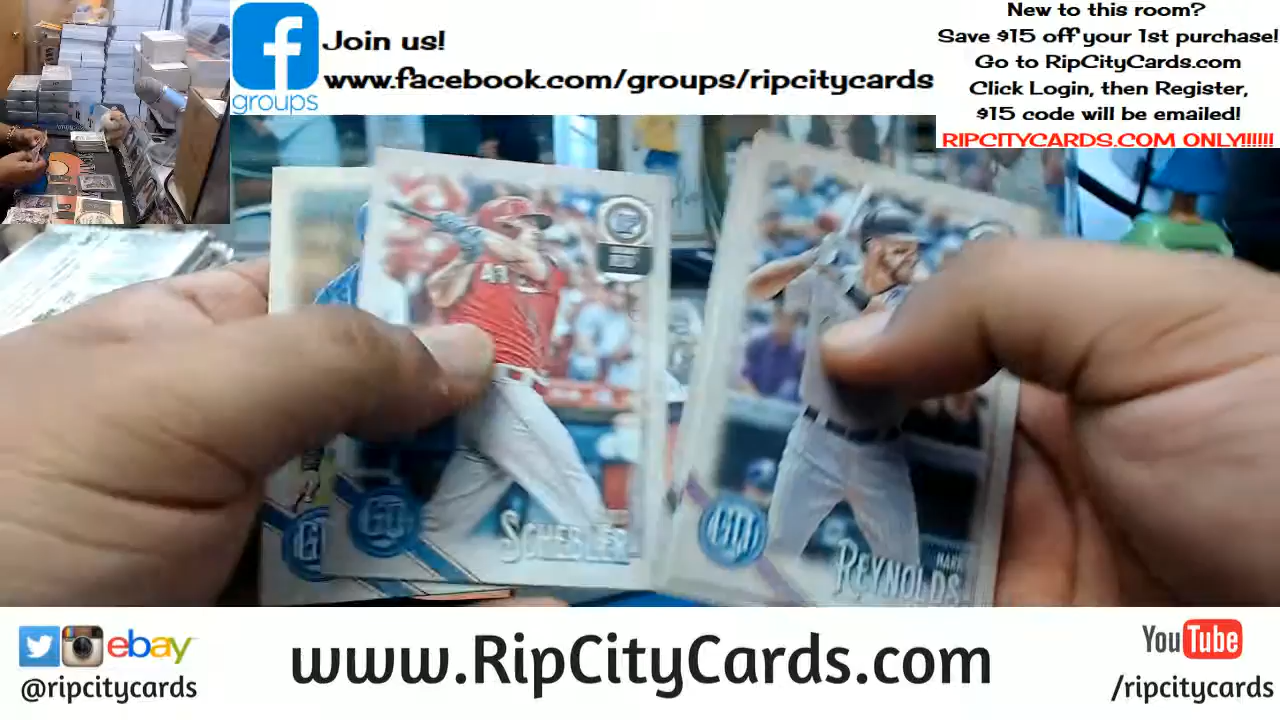 Join us!
www.facebook.com/groups/ripcitycards
groups
New to this room?
Save $15 off your 1st purchase!
Go to RipCityCards.com
Click Login, then Register,
$15 code will be emailed!
RIPCITYCARDS.COM ONLY!!!!!!
GQ
SCHEBLER
GQ
REYNOLDS
ebay
@ripcitycards
www.RipCityCards.com
YouTube
/ripcitycards